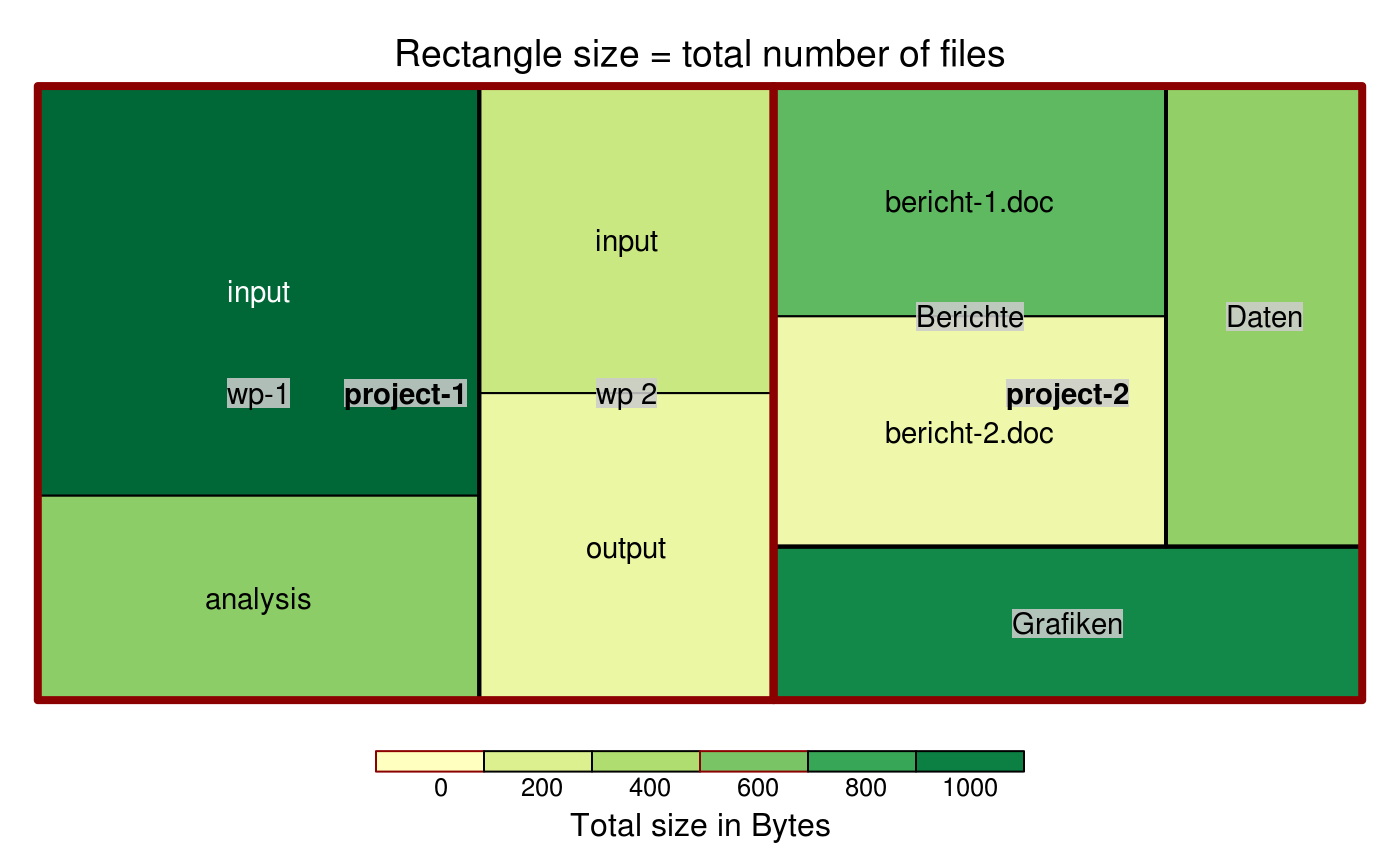 Rectangle size = total number of files
input
wp-1
project-1
analysis
input
wp 2
output
bericht-1.doc
Berichte
project-2
bericht-2.doc
Daten
Grafiken
0 200 400 600 800 1000
Total size in Bytes